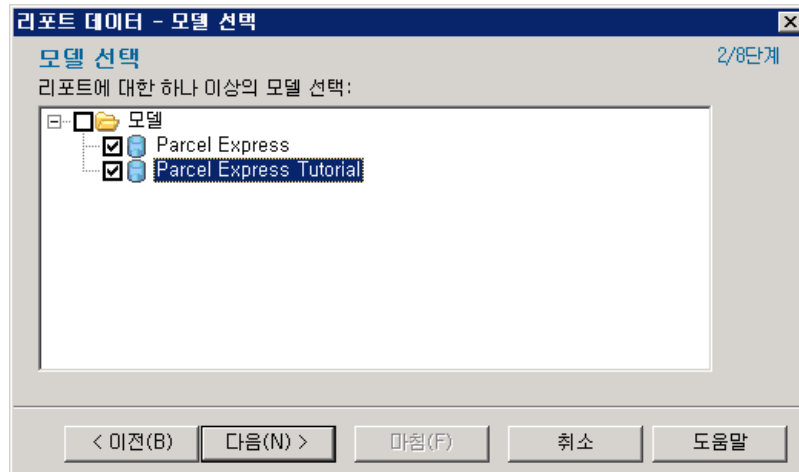 리포트 데이터 - 모델 선택
모델 선택
2/8단계
리포트에 대한 하나 이상의 모델 선택:
모델
Parcel Express
Parcel Express Tutorial
< 이전(B)
다음(N) >
마침(F)
취소
도움말